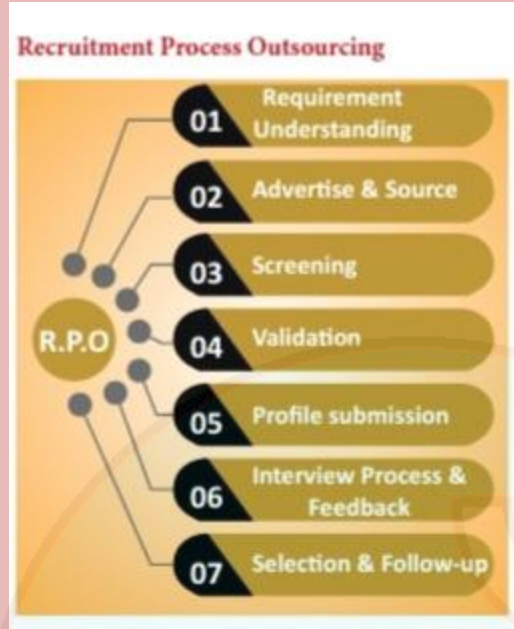 Recruitment Process Outsourcing
01
Requirement
Understanding
02
Advertise & Source
03
Screening
R.P.O
04
Validation
05
Profile submission
06
Interview Process &
Feedback
07
Selection & Follow-up